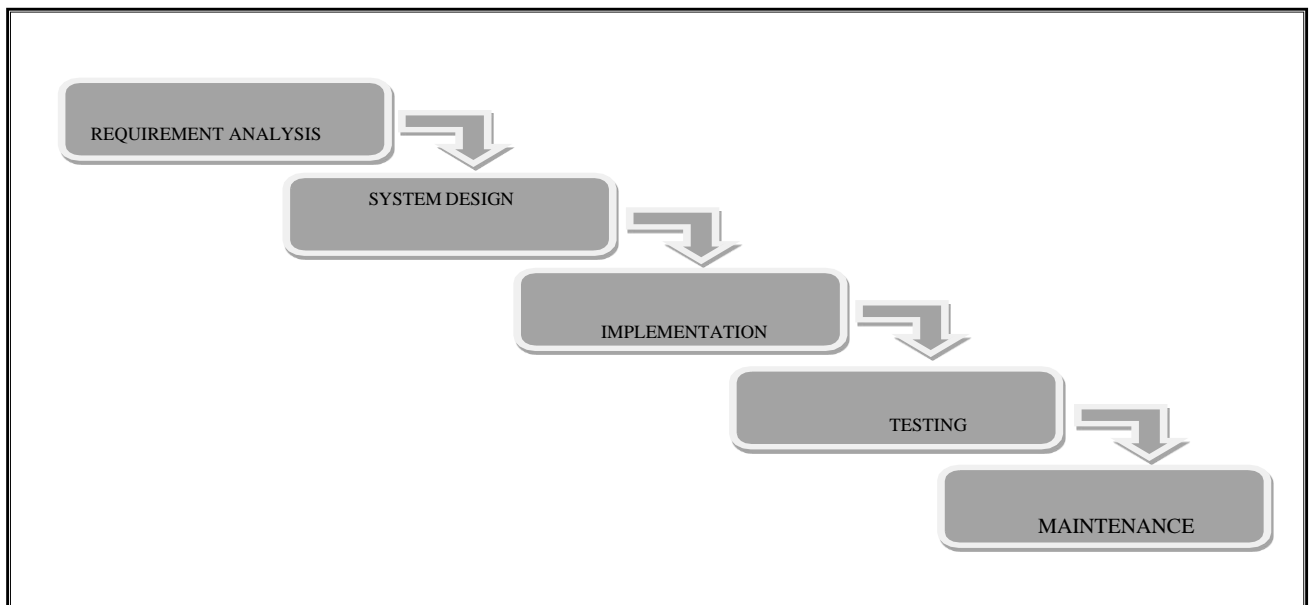 REQUIREMENT ANALYSIS
SYSTEM DESIGN
IMPLEMENTATION
TESTING
MAINTENANCE